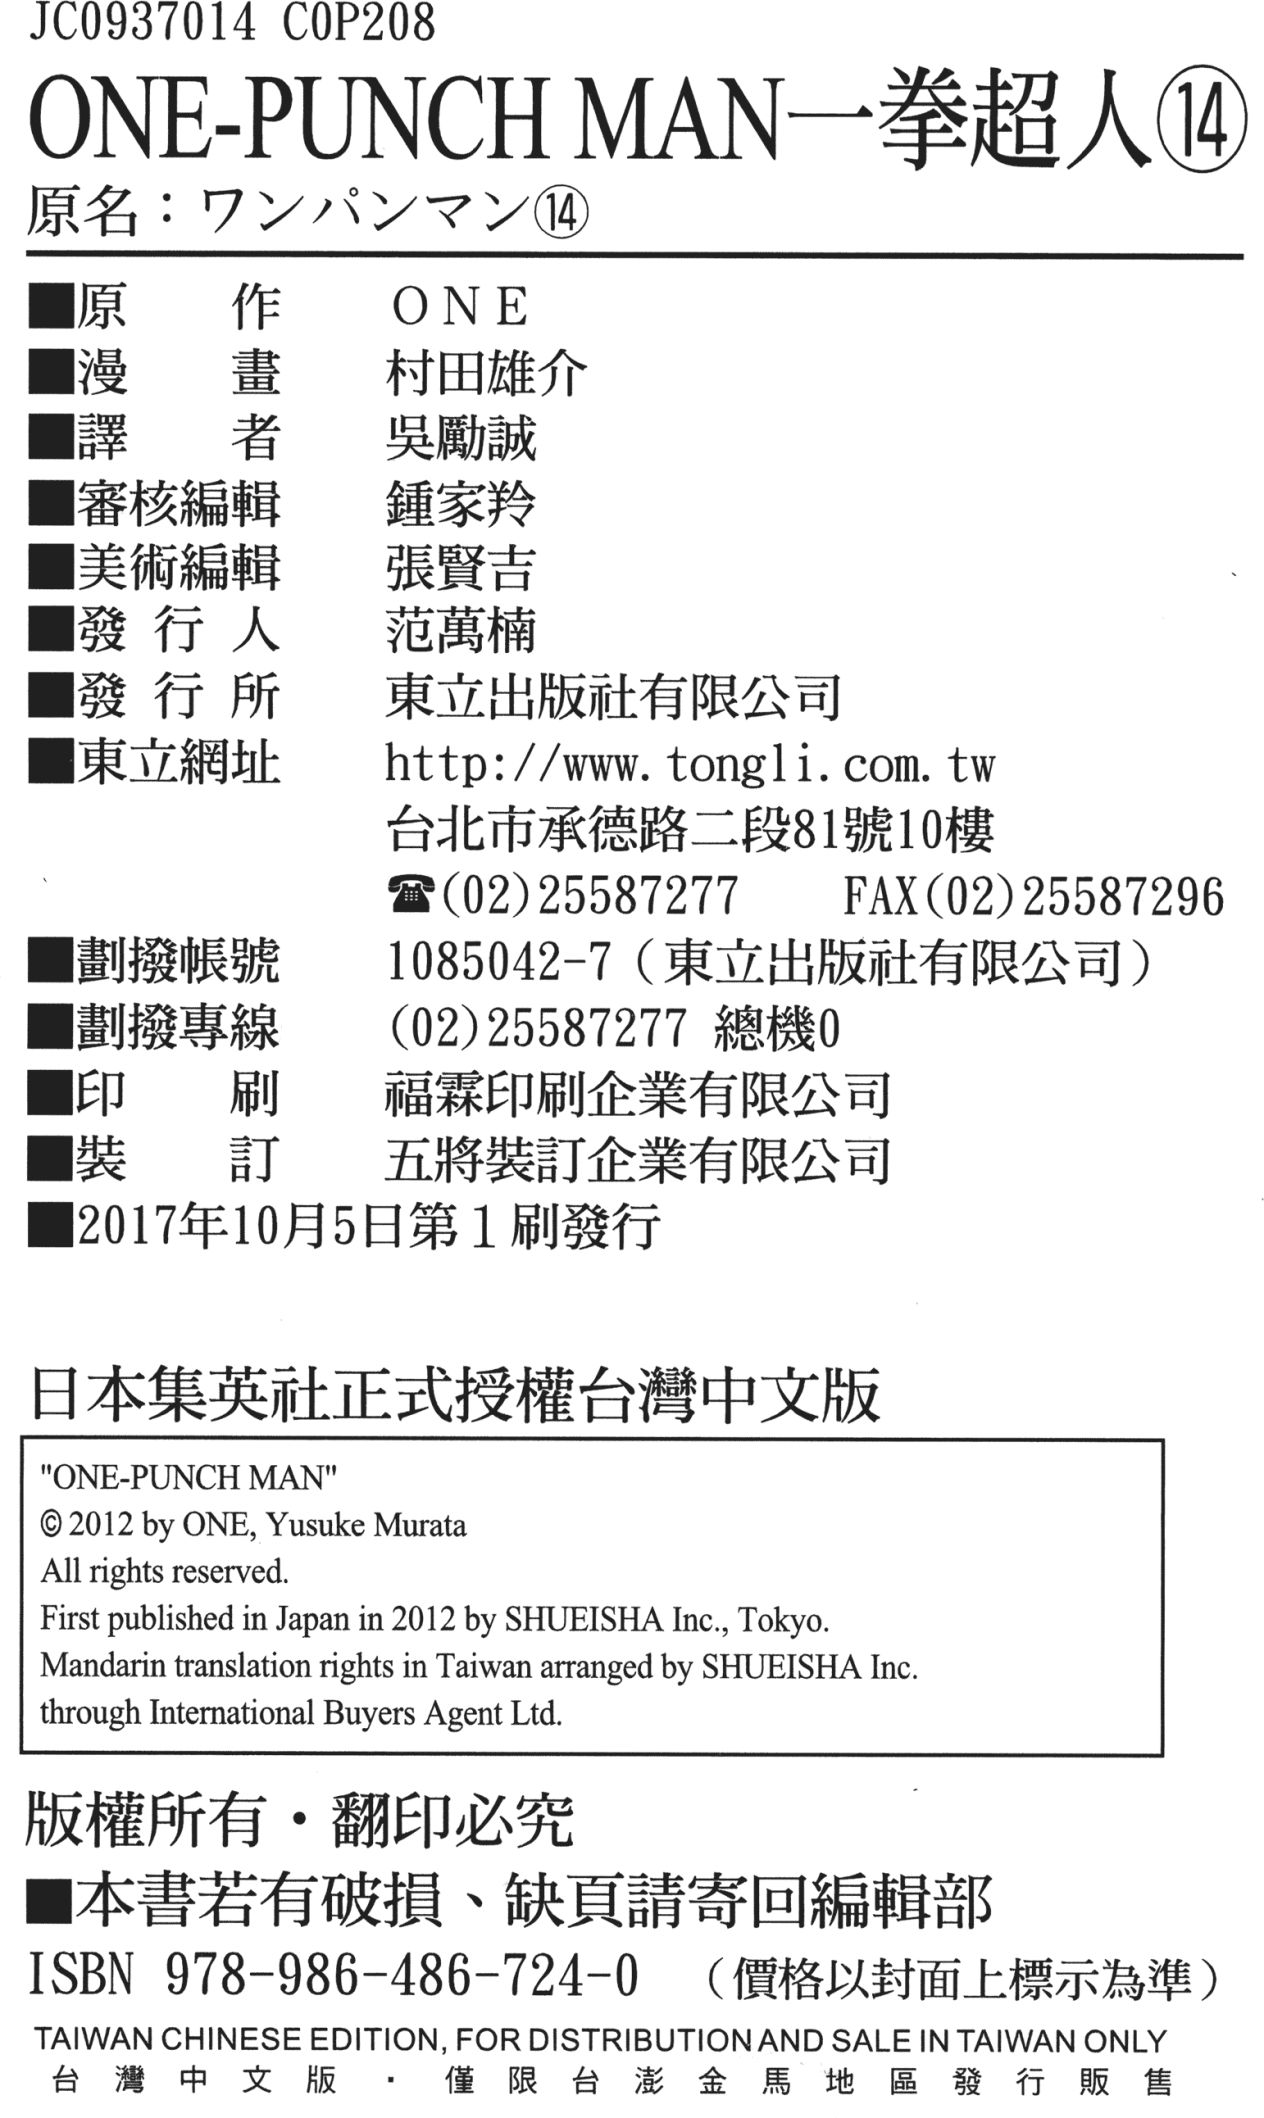 JC0937014 C0P208
ONE-PUNCH MAN一拳超人⑭
原名：ワンパンマン⑭
■原作 ONE
■漫畫 村田雄介
■譯者 吳勵誠
■審核編輯 鍾家羚
■美術編輯 張賢吉
■發行人 范萬楠
■發行所 東立出版社有限公司
■東立網址 http://www.tongli.com.tw
台北市承德路二段81號10樓
☎(02)25587277 FAX(02)25587296
■劃撥帳號 1085042-7（東立出版社有限公司）
■劃撥專線 (02)25587277 總機0
■印刷 福霖印刷企業有限公司
■裝訂 五將裝訂企業有限公司
■2017年10月5日第１刷發行
日本集英社正式授權台灣中文版
"ONE-PUNCH MAN"
© 2012 by ONE, Yusuke Murata
All rights reserved.
First published in Japan in 2012 by SHUEISHA Inc., Tokyo.
Mandarin translation rights in Taiwan arranged by SHUEISHA Inc.
through International Buyers Agent Ltd.
版權所有・翻印必究
■本書若有破損、缺頁請寄回編輯部
ISBN 978-986-486-724-0 （價格以封面上標示為準）
TAIWAN CHINESE EDITION, FOR DISTRIBUTION AND SALE IN TAIWAN ONLY
台灣中文版・僅限台澎金馬地區發行販售